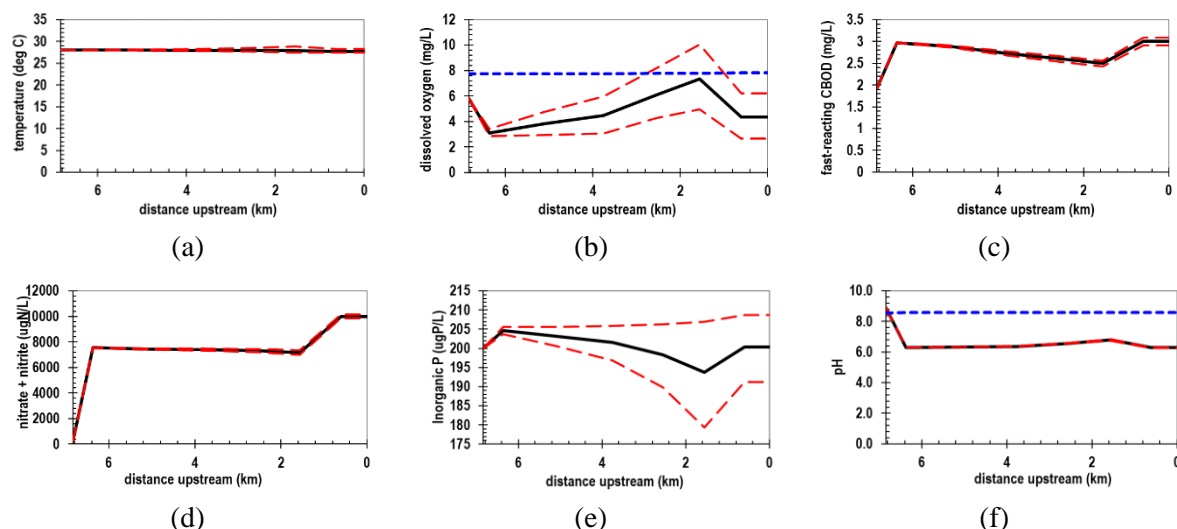 temperature (deg C)
35
30
25
20
15
10
5
0
6 4 2 0
distance upstream (km)
(a)
dissolved oxygen (mg/L)
12
10
8
6
4
2
0
6 4 2 0
distance upstream (km)
(b)
fast-reacting CBOD (mg/L)
3.5
3
2.5
2
1.5
1
0.5
0
6 4 2 0
distance upstream (km)
(c)
nitrate + nitrite (ugN/L)
12000
10000
8000
6000
4000
2000
0
6 4 2 0
distance upstream (km)
(d)
Inorganic P (ugP/L)
215
210
205
200
195
190
185
180
175
6 4 2 0
distance upstream (km)
(e)
pH
10.0
8.0
6.0
4.0
2.0
0.0
6 4 2 0
distance upstream (km)
(f)